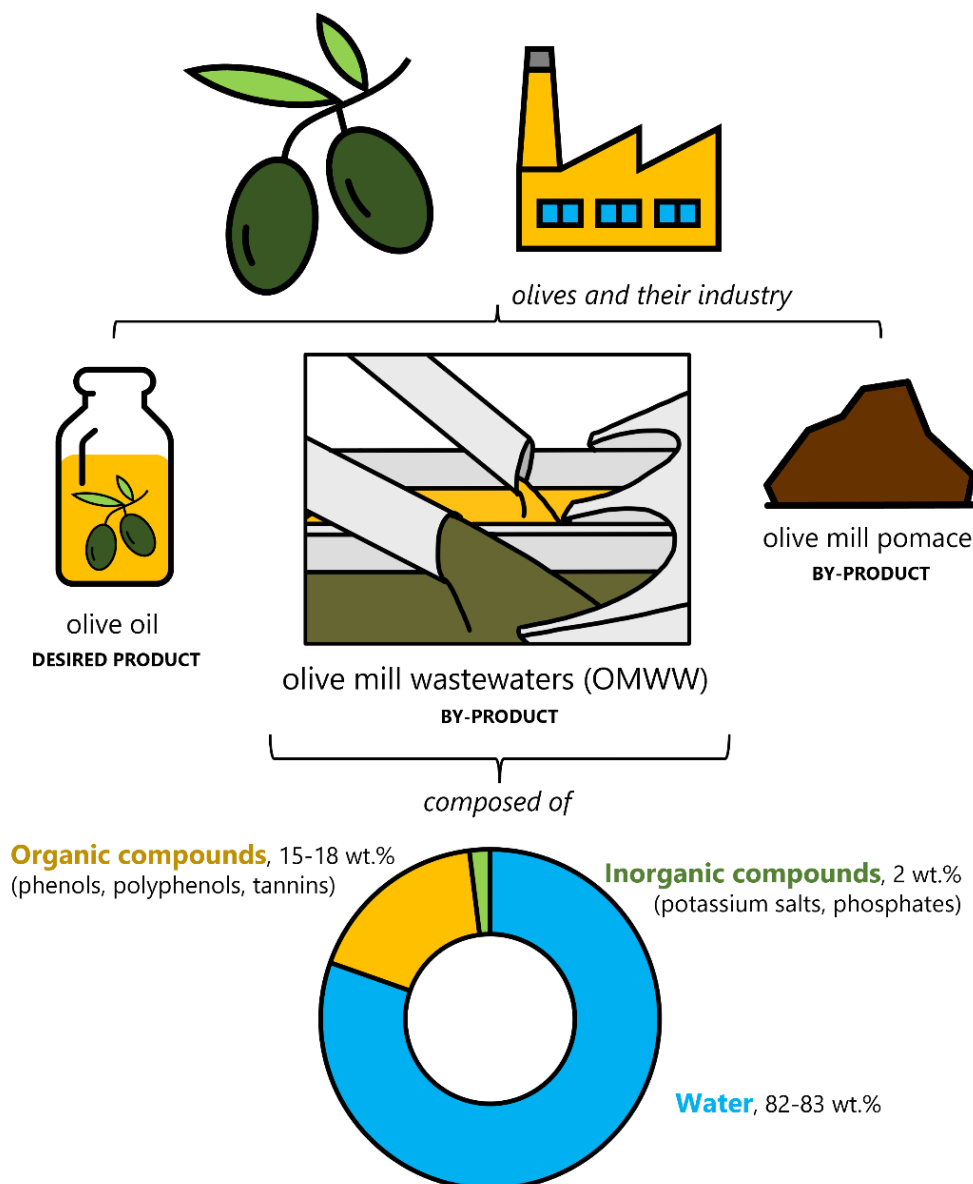 olives and their industry
olive oil
DESIRED PRODUCT
olive mill wastewaters (OMWW)
BY-PRODUCT
olive mill pomace
BY-PRODUCT
composed of
Organic compounds, 15-18 wt.%
(phenols, polyphenols, tannins)
Inorganic compounds, 2 wt.%
(potassium salts, phosphates)
Water, 82-83 wt.%